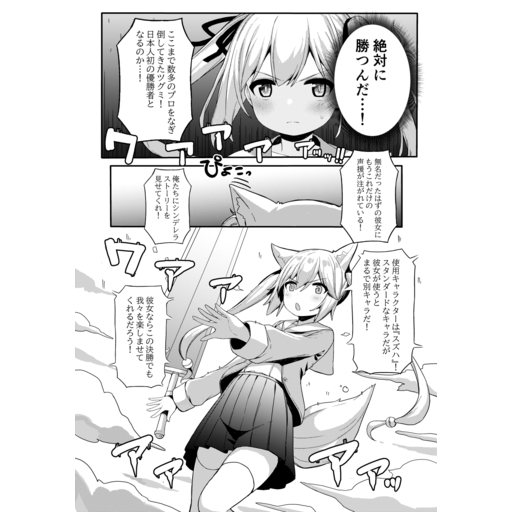 絶対に
勝つんだ…!
ここまで数多のプロをなぎ
倒してきたツグミ!
日本人初の優勝者と
なるのか…!
ワァアァッ!!
ぴょこっ
無名だったはずの彼女に
もうこれだけの
声援が注がれている!
俺たちにシンデレラ
ストーリーを
見せてくれ!
ワァアァ
使用キャラクターは『スズハ』!
スタンダードなキャラだが
彼女が使うと
まるで別キャラだ!
彼女ならこの決勝でも
我々を楽しませて
くれるだろう!
ワァアァッ